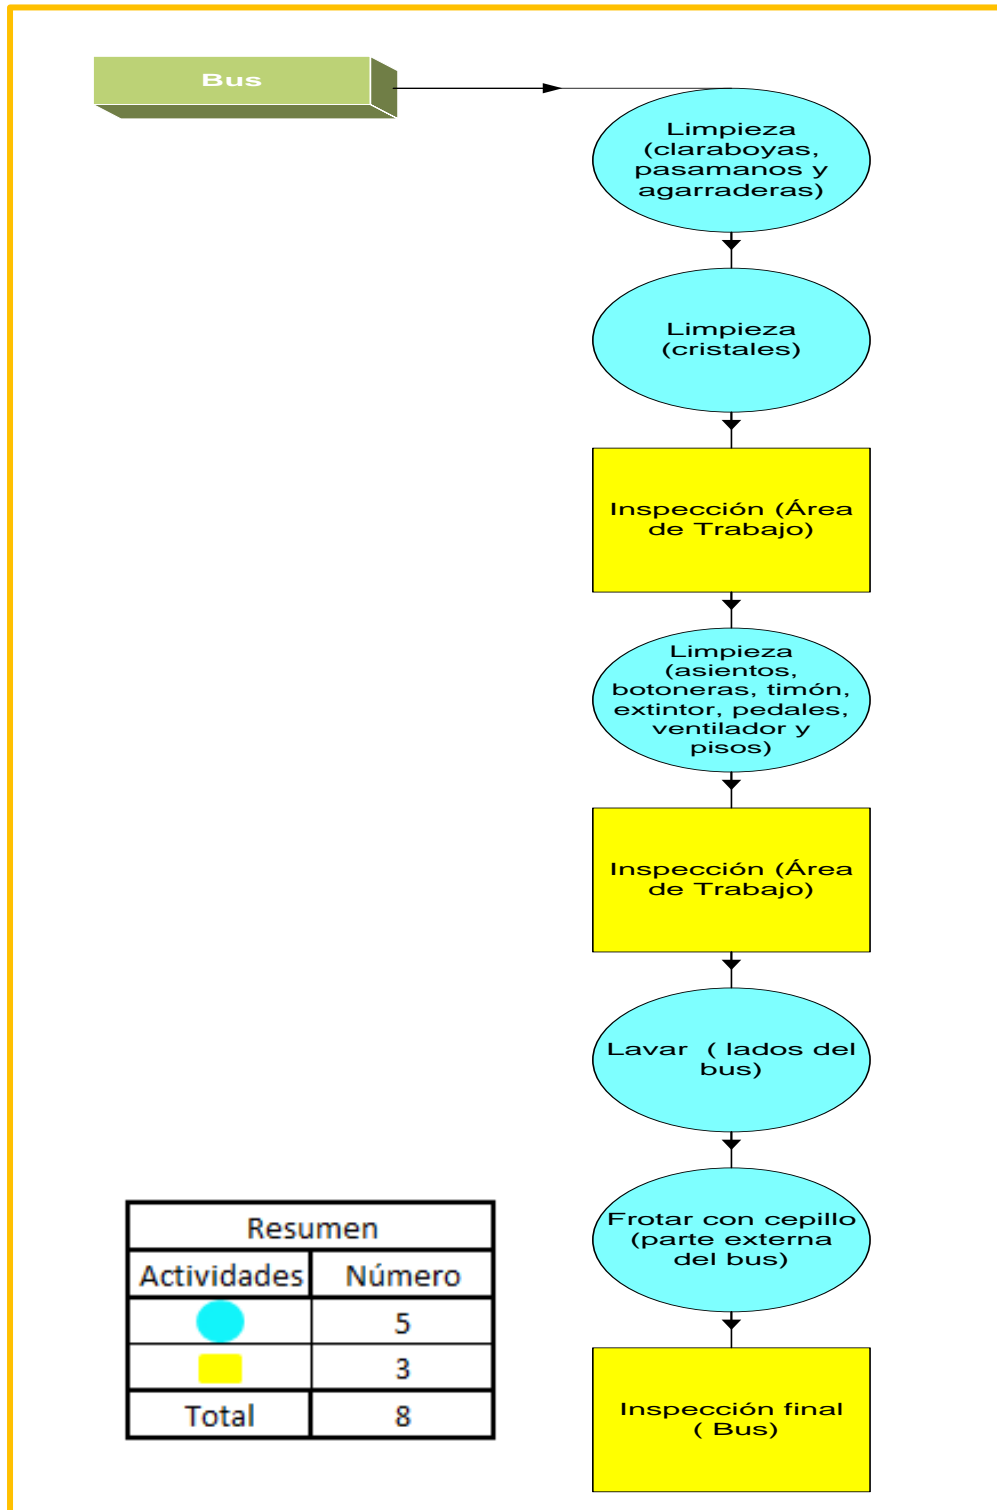 Bus
Limpieza
(claraboyas,
pasamanos y
agarraderas)
Limpieza
(cristales)
Inspección (Área
de Trabajo)
Limpieza
(asientos,
botoneras, timón,
extintor, pedales,
ventilador y
pisos)
Inspección (Área
de Trabajo)
Lavar ( lados del
bus)
Frotar con cepillo
(parte externa
del bus)
Inspección final
( Bus)
Resumen
Actividades Número
5
3
Total 8